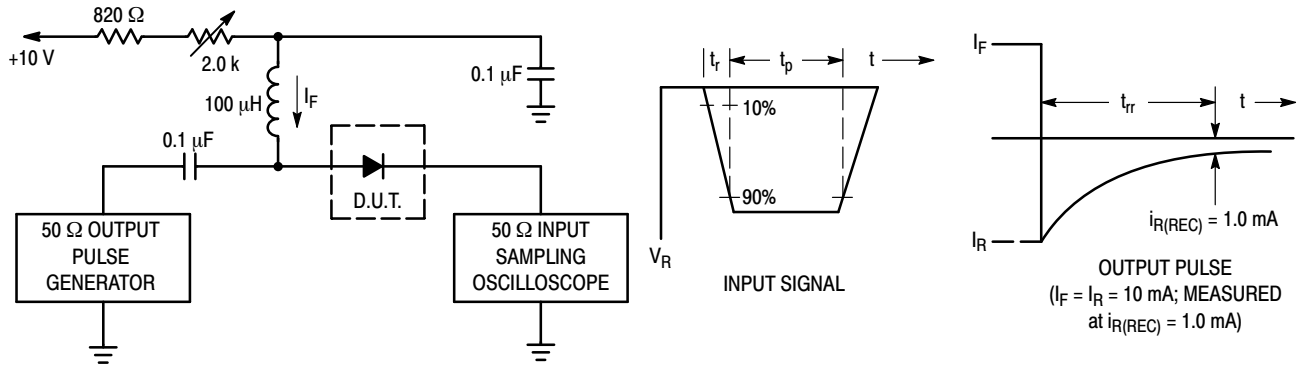 820 Ω
+10 V
2.0 k
100 µH
I_F
0.1 µF
0.1 µF
D.U.T.
50 Ω OUTPUT
PULSE
GENERATOR
50 Ω INPUT
SAMPLING
OSCILLOSCOPE
t_r
t_p
t
10%
90%
V_R
INPUT SIGNAL
I_F
t_rr
t
i_R(REC) = 1.0 mA
I_R
OUTPUT PULSE
(I_F = I_R = 10 mA; MEASURED
at i_R(REC) = 1.0 mA)